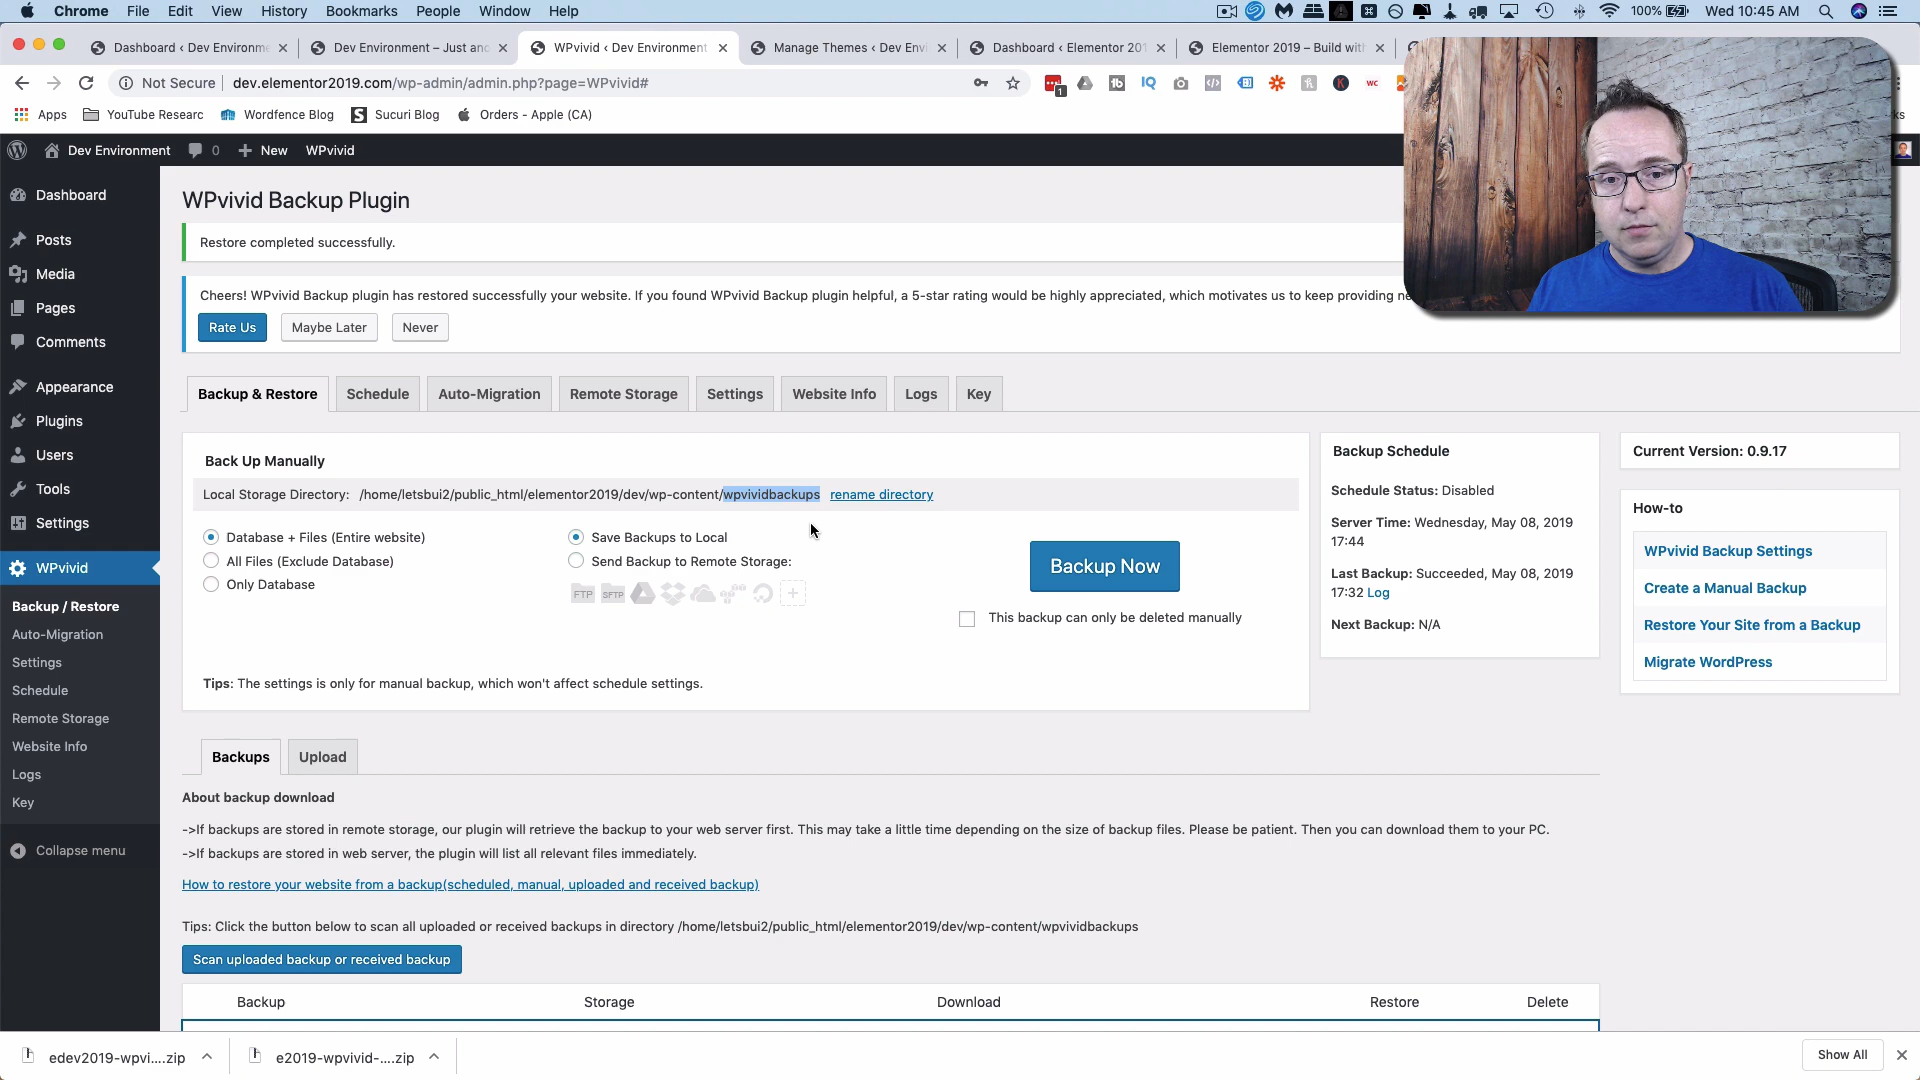 Chrome File Edit View History Bookmarks People Window Help 100% Wed 10:45 AM
Dashboard ‹ Dev Environme Dev Environment – Just ano WPvivid ‹ Dev Environment Manage Themes ‹ Dev Envi Dashboard ‹ Elementor 201 Elementor 2019 – Build with
Not Secure dev.elementor2019.com/wp-admin/admin.php?page=WPvivid#
Apps YouTube Researc Wordfence Blog Sucuri Blog Orders - Apple (CA)
Dev Environment 0 New WPvivid
Dashboard
Posts
Media
Pages
Comments
Appearance
Plugins
Users
Tools
Settings
WPvivid
Backup / Restore
Auto-Migration
Settings
Schedule
Remote Storage
Website Info
Logs
Key
Collapse menu
WPvivid Backup Plugin
Restore completed successfully.
Cheers! WPvivid Backup plugin has restored successfully your website. If you found WPvivid Backup plugin helpful, a 5-star rating would be highly appreciated, which motivates us to keep providing
Rate Us Maybe Later Never
Backup & Restore Schedule Auto-Migration Remote Storage Settings Website Info Logs Key
Back Up Manually
Local Storage Directory: /home/letsbui2/public_html/elementor2019/dev/wp-content/wpvividbackups rename directory
Database + Files (Entire website)
All Files (Exclude Database)
Only Database
Save Backups to Local
Send Backup to Remote Storage:
FTP SFTP
Backup Now
This backup can only be deleted manually
Tips: The settings is only for manual backup, which won't affect schedule settings.
Backup Schedule
Schedule Status: Disabled
Server Time: Wednesday, May 08, 2019
17:44
Last Backup: Succeeded, May 08, 2019
17:32 Log
Next Backup: N/A
Current Version: 0.9.17
How-to
WPvivid Backup Settings
Create a Manual Backup
Restore Your Site from a Backup
Migrate WordPress
Backups Upload
About backup download
->If backups are stored in remote storage, our plugin will retrieve the backup to your web server first. This may take a little time depending on the size of backup files. Please be patient. Then you can download them to your PC.
->If backups are stored in web server, the plugin will list all relevant files immediately.
How to restore your website from a backup(scheduled, manual, uploaded and received backup)
Tips: Click the button below to scan all uploaded or received backups in directory /home/letsbui2/public_html/elementor2019/dev/wp-content/wpvividbackups
Scan uploaded backup or received backup
Backup Storage Download Restore Delete
edev2019-wpvi....zip e2019-wpvivid-....zip Show All